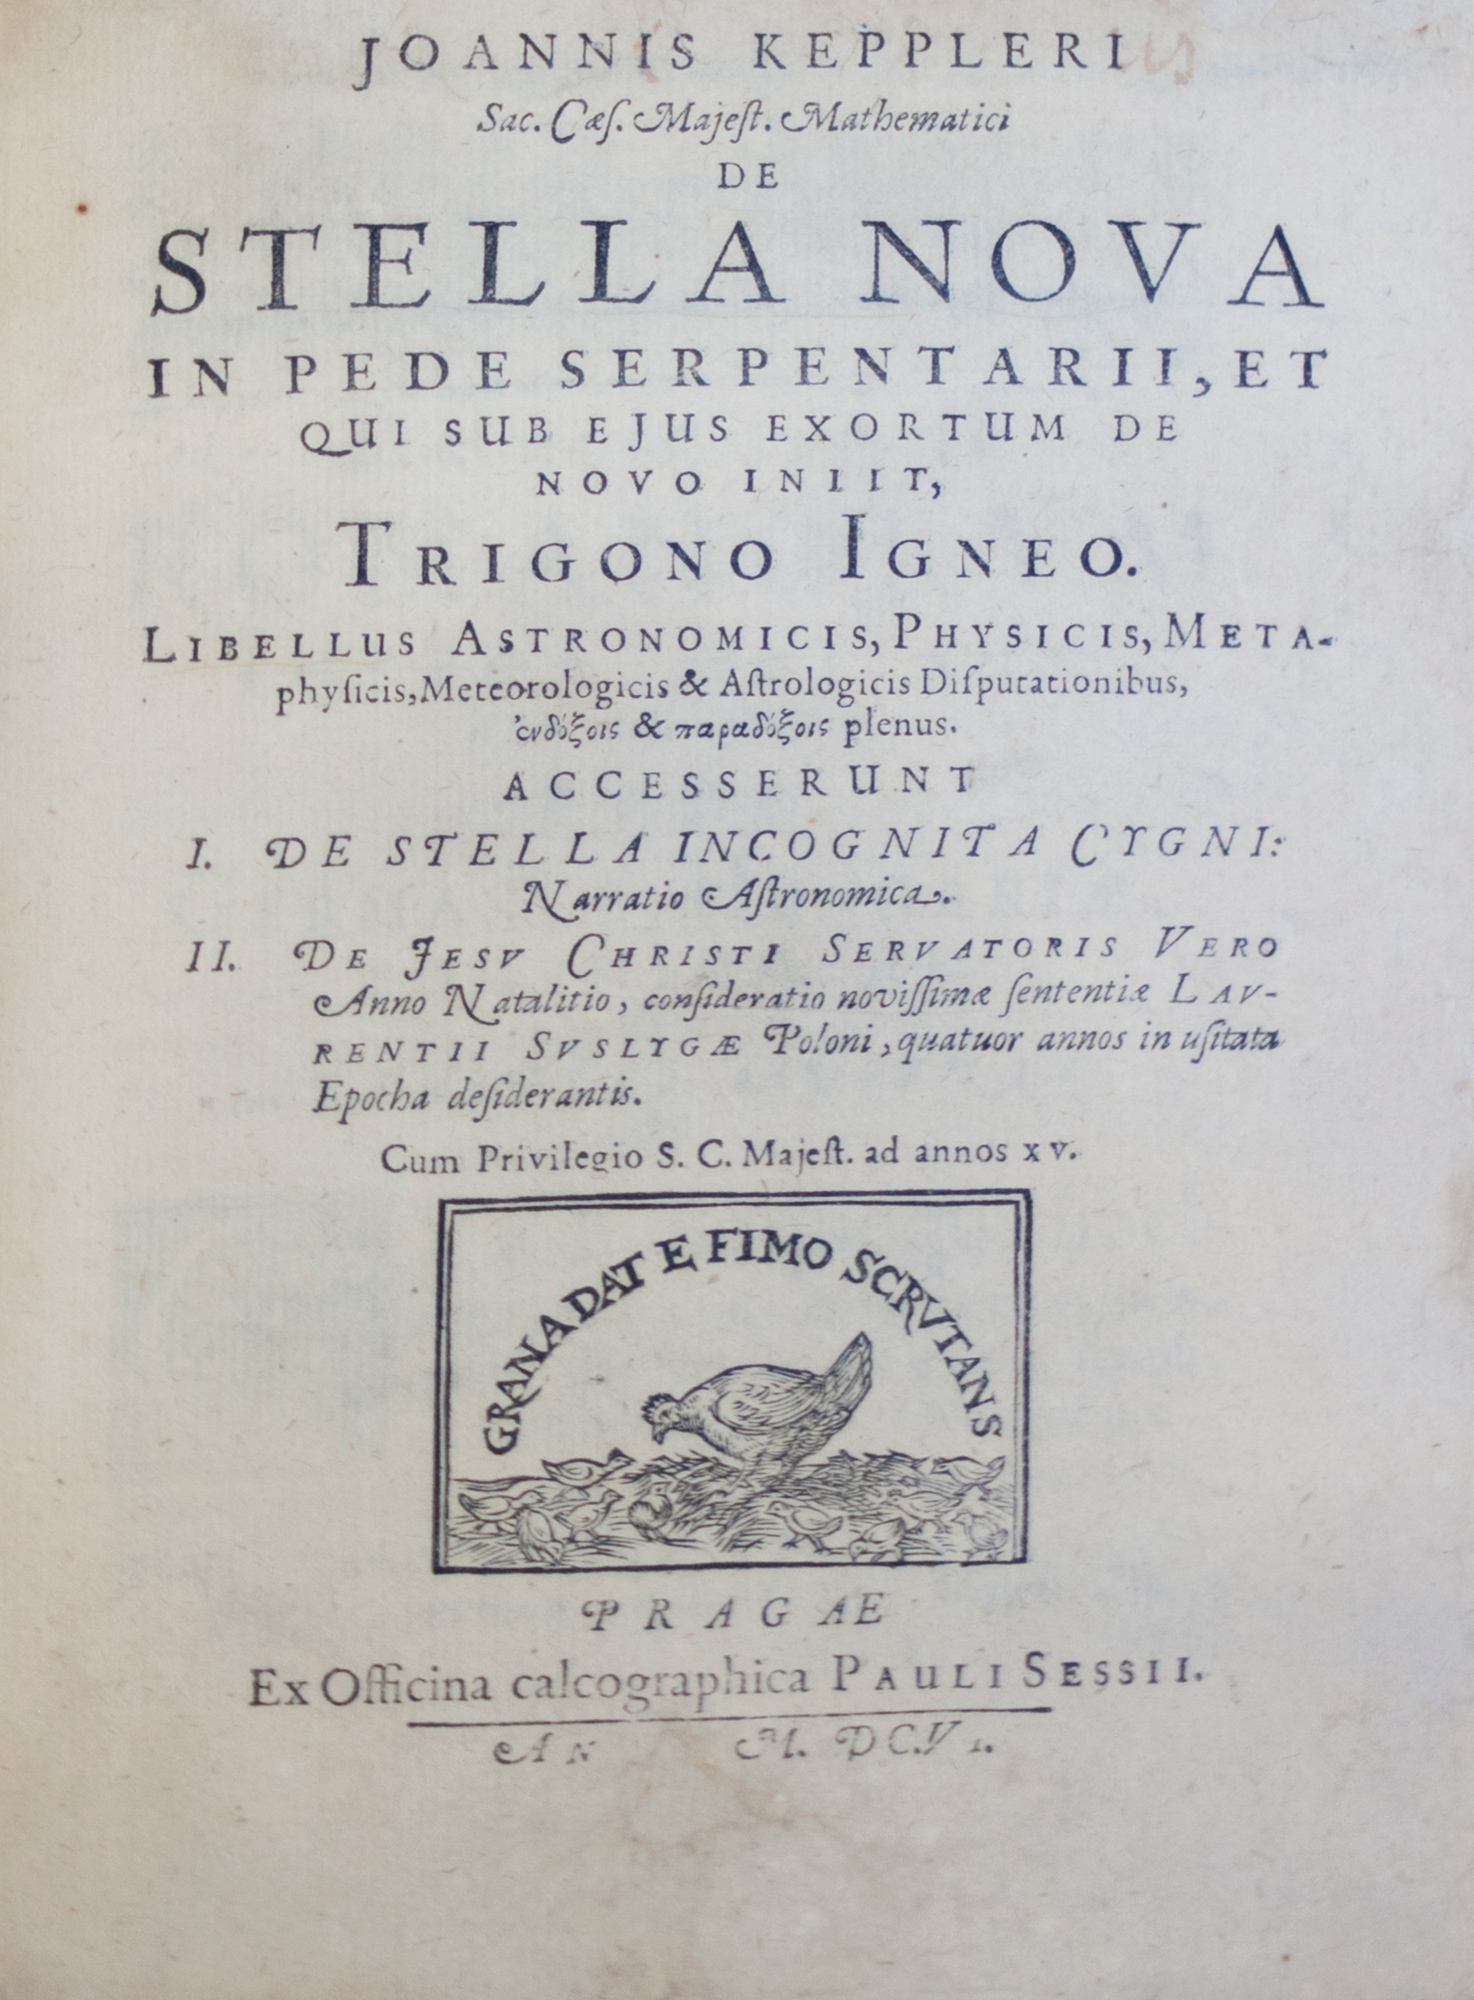 JOANNIS KEPPLERI
Sac. Cæſ. Majeſt. Mathematici
DE
STELLA NOVA
IN PEDE SERPENTARII, ET
QUI SUB EJUS EXORTUM DE
NOVO INIIT,
TRIGONO IGNEO.
LIBELLUS ASTRONOMICIS, PHYSICIS, META-
phyſicis, Meteorologicis & Aſtrologicis Diſputationibus,
ἐνδόξοις & παραδόξοις plenus.
ACCESSERUNT
I. DE STELLA INCOGNITA CYGNI:
Narratio Aſtronomica.
II. DE JESV CHRISTI SERVATORIS VERO
Anno Natalitio, conſideratio noviſſimæ ſententiæ LAV-
RENTII SVSLYGÆ Poloni, quatuor annos in uſitata
Epocha deſiderantis.
Cum Privilegio S. C. Majeſt. ad annos xv.
GRANA DAT E FIMO SCRVTANS
PRAGAE
Ex Officina calcographica PAULI SESSII.
AN M. DC. VI.